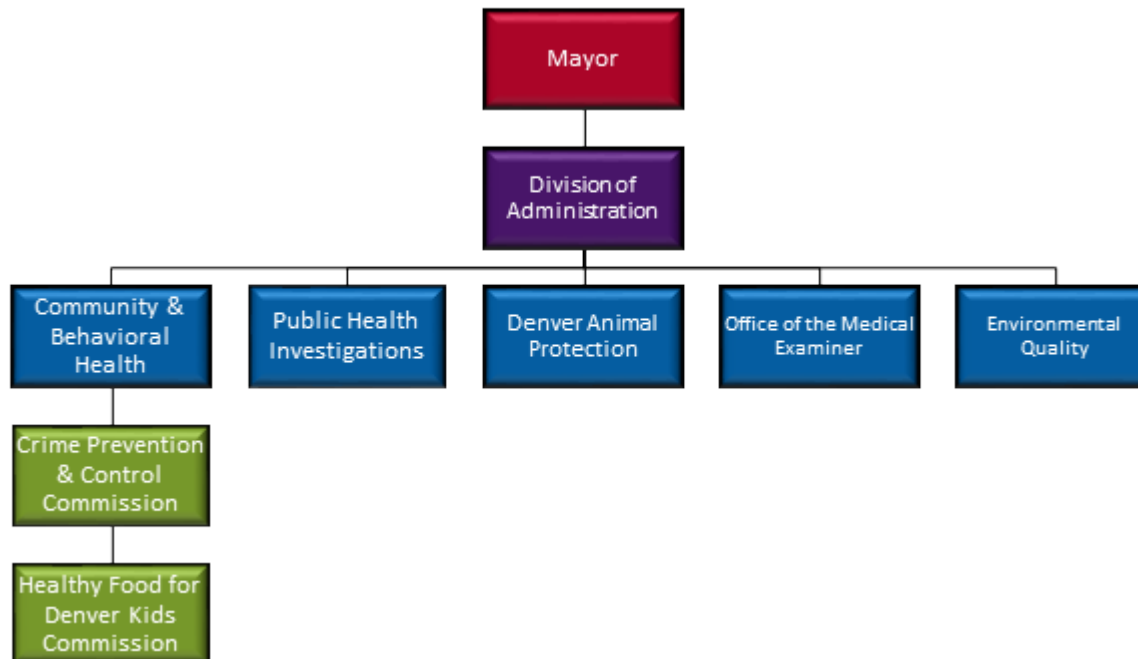 Mayor
Division of
Administration
Community &
Behavioral
Health
Public Health
Investigations
Denver Animal
Protection
Office of the Medical
Examiner
Environmental
Quality
Crime Prevention
& Control
Commission
Healthy Food for
Denver Kids
Commission